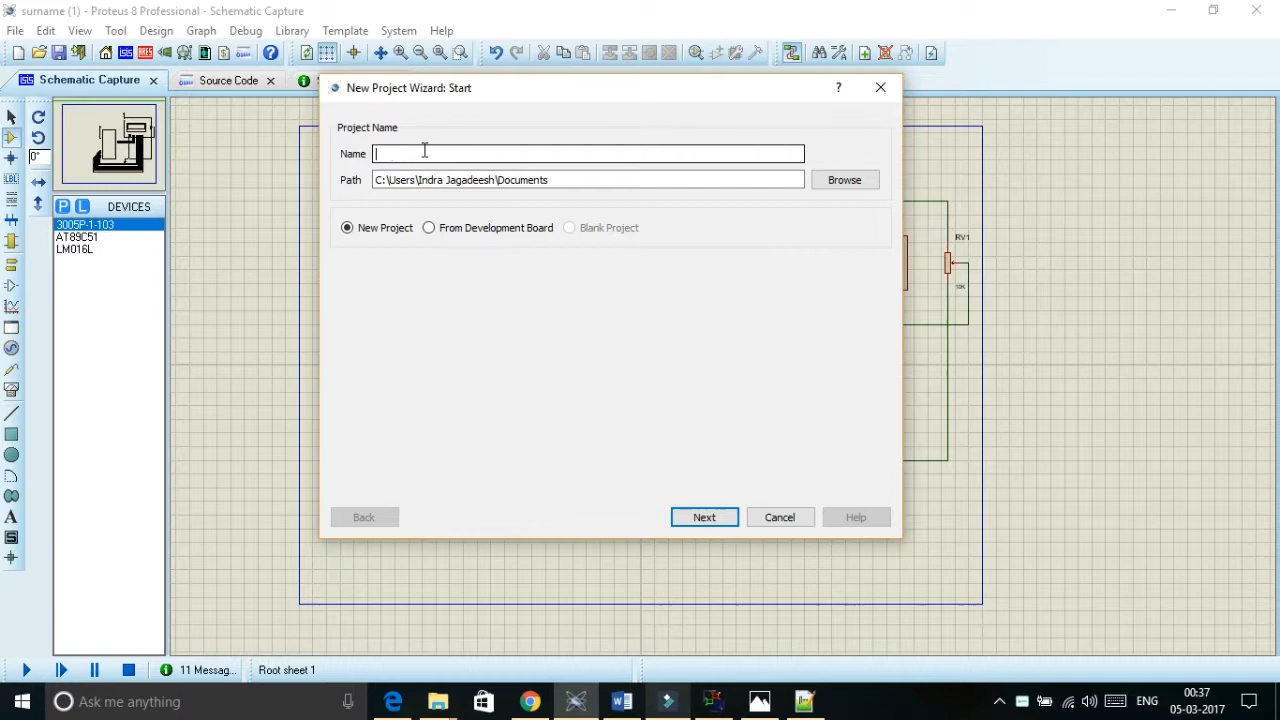 surname (1) - Proteus 8 Professional - Schematic Capture
File Edit View Tool Design Graph Debug Library Template System Help
Schematic Capture Source Code
New Project Wizard: Start
Project Name
Name
Path C:\Users\Indra Jagadeesh\Documents Browse
New Project From Development Board Blank Project
Back Next Cancel Help
0°
LBL
P L DEVICES
3005P-1-103
AT89C51
LM016L
RV1
10K
11 Messag... Root sheet 1
Ask me anything
ENG
00:37
05-03-2017